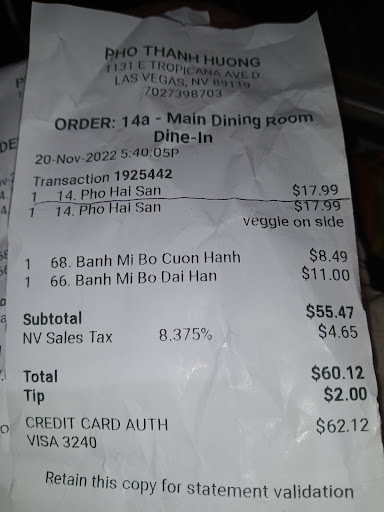 PHO THANH HUONG
1131 E TROPICANA AVE D
LAS VEGAS, NV 89119
7027398703
ORDER: 14a - Main Dining Room
Dine-In
20-Nov-2022 5:40:05P
Transaction 1925442
1 14. Pho Hai San $17.99
1 14. Pho Hai San $17.99
veggie on side
1 68. Banh Mi Bo Cuon Hanh $8.49
1 66. Banh Mi Bo Dai Han $11.00
Subtotal $55.47
NV Sales Tax 8.375% $4.65
Total $60.12
Tip $2.00
CREDIT CARD AUTH $62.12
VISA 3240
Retain this copy for statement validation